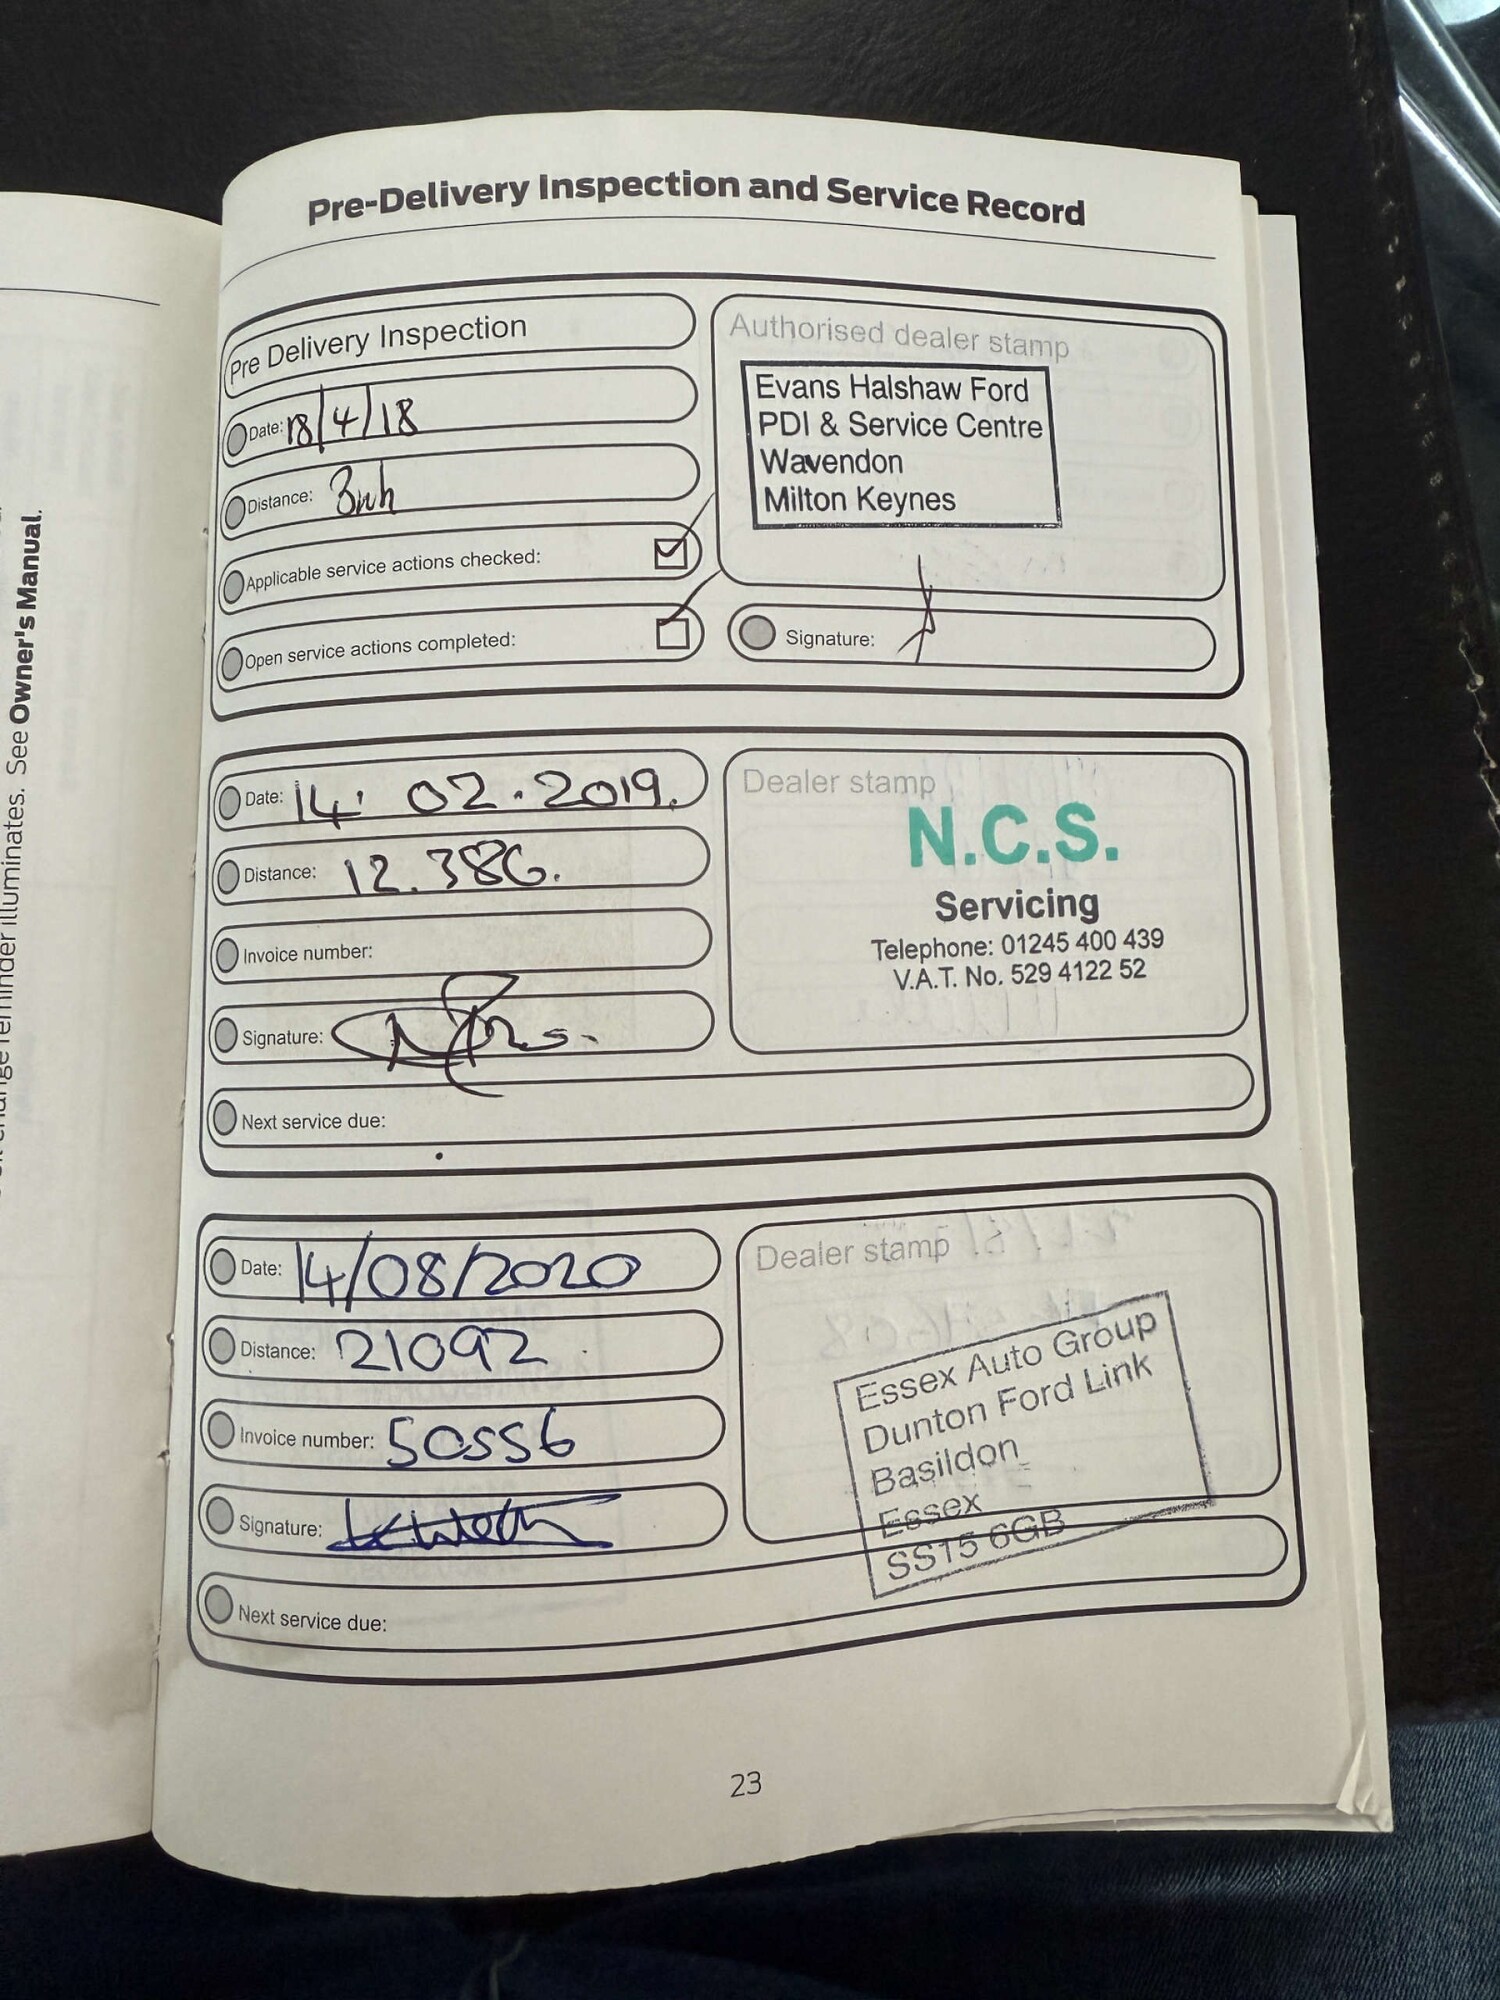 Pre-Delivery Inspection and Service Record
Pre Delivery Inspection
Date: 18/4/18
Distance:
Applicable service actions checked:
Open service actions completed:
Authorised dealer stamp
Evans Halshaw Ford
PDI & Service Centre
Wavendon
Milton Keynes
Signature:
Date: 14. 02.2019.
Distance: 12.386.
Invoice number:
Signature:
Next service due:
Dealer stamp
N.C.S.
Servicing
Telephone: 01245 400 439
V.A.T. No. 529 4122 52
Date: 14/08/2020
Distance: 21092
Invoice number: 50556
Signature:
Next service due:
Dealer stamp
Essex Auto Group
Dunton Ford Link
Basildon
Essex
SS15 6GB
23
reminder illuminates. See Owner's Manual.